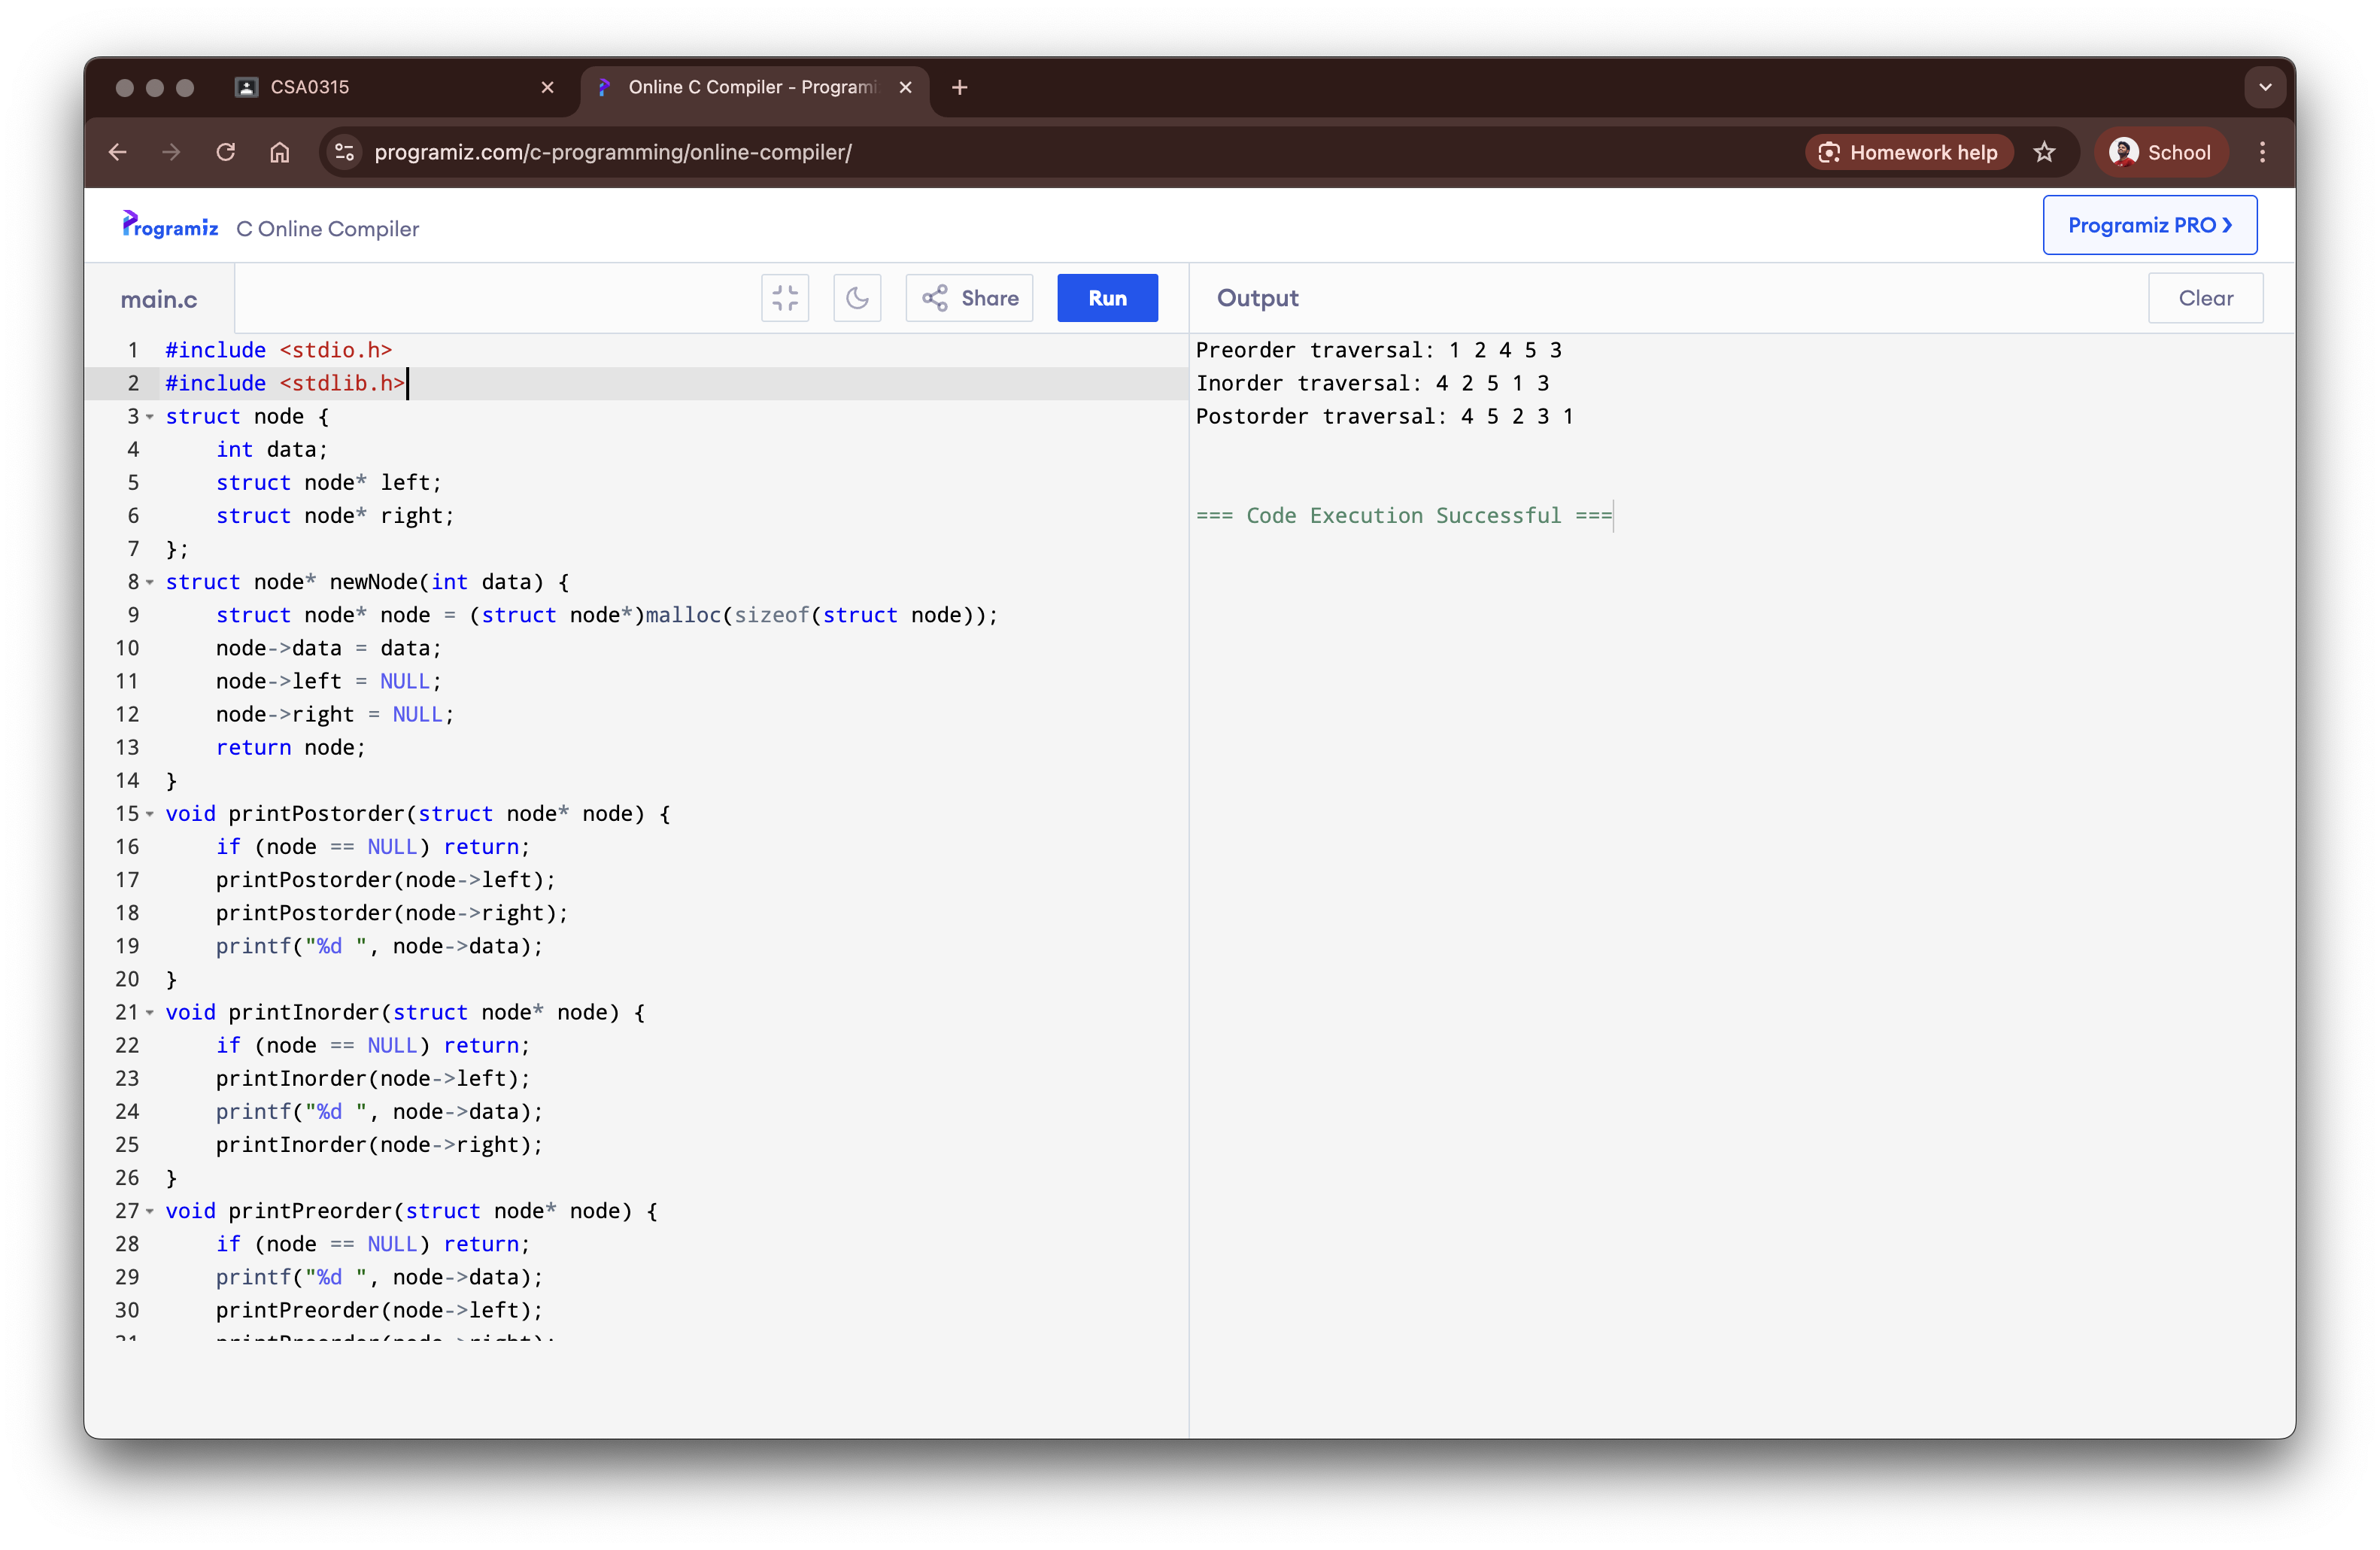 CSA0315
Online C Compiler - Programi
programiz.com/c-programming/online-compiler/
Homework help
School
Programiz
C Online Compiler
Programiz PRO ❯
main.c
Share
Run
Output
Clear
1 #include <stdio.h>
2 #include <stdlib.h>
3 struct node {
4     int data;
5     struct node* left;
6     struct node* right;
7 };
8 struct node* newNode(int data) {
9     struct node* node = (struct node*)malloc(sizeof(struct node));
10     node->data = data;
11     node->left = NULL;
12     node->right = NULL;
13     return node;
14 }
15 void printPostorder(struct node* node) {
16     if (node == NULL) return;
17     printPostorder(node->left);
18     printPostorder(node->right);
19     printf("%d ", node->data);
20 }
21 void printInorder(struct node* node) {
22     if (node == NULL) return;
23     printInorder(node->left);
24     printf("%d ", node->data);
25     printInorder(node->right);
26 }
27 void printPreorder(struct node* node) {
28     if (node == NULL) return;
29     printf("%d ", node->data);
30     printPreorder(node->left);
31     printPreorder(node->right);
Preorder traversal: 1 2 4 5 3
Inorder traversal: 4 2 5 1 3
Postorder traversal: 4 5 2 3 1
=== Code Execution Successful ===